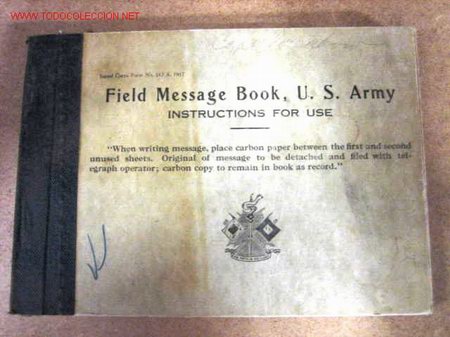 WWW.TODOCOLECCION.NET
Signal Corps Form No. 217 A, 1917
Field Message Book, U. S. Army
INSTRUCTIONS FOR USE
"When writing message, place carbon paper between the first and second
unused sheets. Original of message to be detached and filed with tel-
egraph operator; carbon copy to remain in book as record."